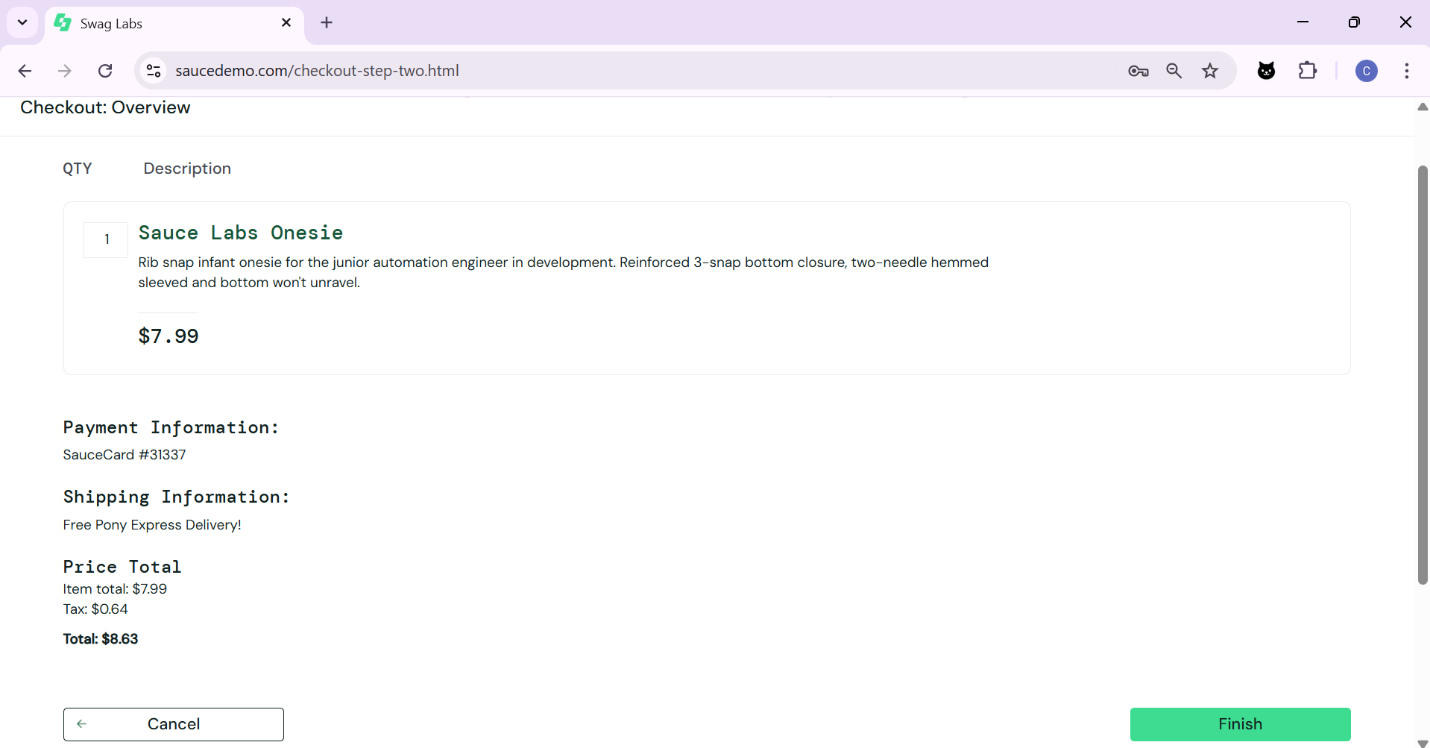 Swag Labs
saucedemo.com/checkout-step-two.html
C
Checkout: Overview
QTY Description
1
Sauce Labs Onesie
Rib snap infant onesie for the junior automation engineer in development. Reinforced 3-snap bottom closure, two-needle hemmed
sleeved and bottom won't unravel.
$7.99
Payment Information:
SauceCard #31337
Shipping Information:
Free Pony Express Delivery!
Price Total
Item total: $7.99
Tax: $0.64
Total: $8.63
Cancel
Finish